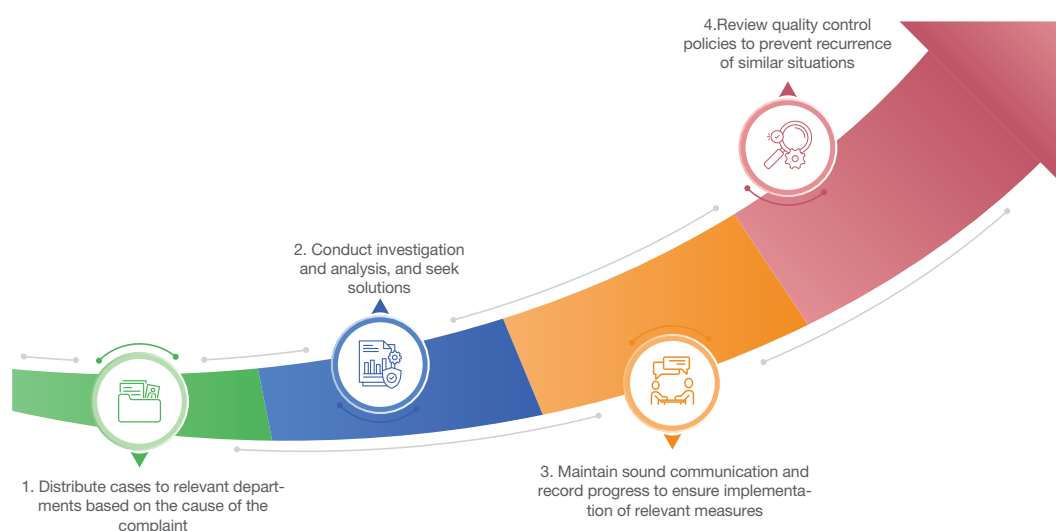 1. Distribute cases to relevant depart-
ments based on the cause of the
complaint
2. Conduct investigation
and analysis, and seek
solutions
3. Maintain sound communication and
record progress to ensure implementa-
tion of relevant measures
4.Review quality control
policies to prevent recurrence
of similar situations